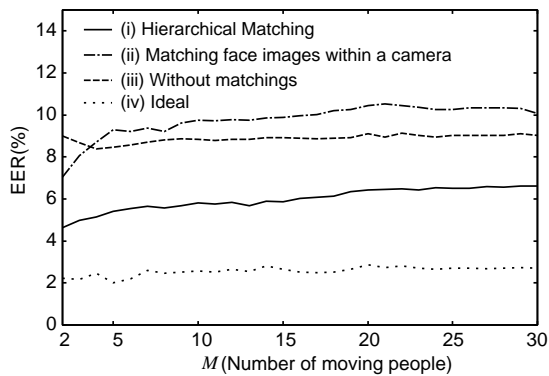 14
12
10
8
6
4
2
0
EER(%)
(i) Hierarchical Matching
(ii) Matching face images within a camera
(iii) Without matchings
(iv) Ideal
2 5 10 15 20 25 30
M (Number of moving people)